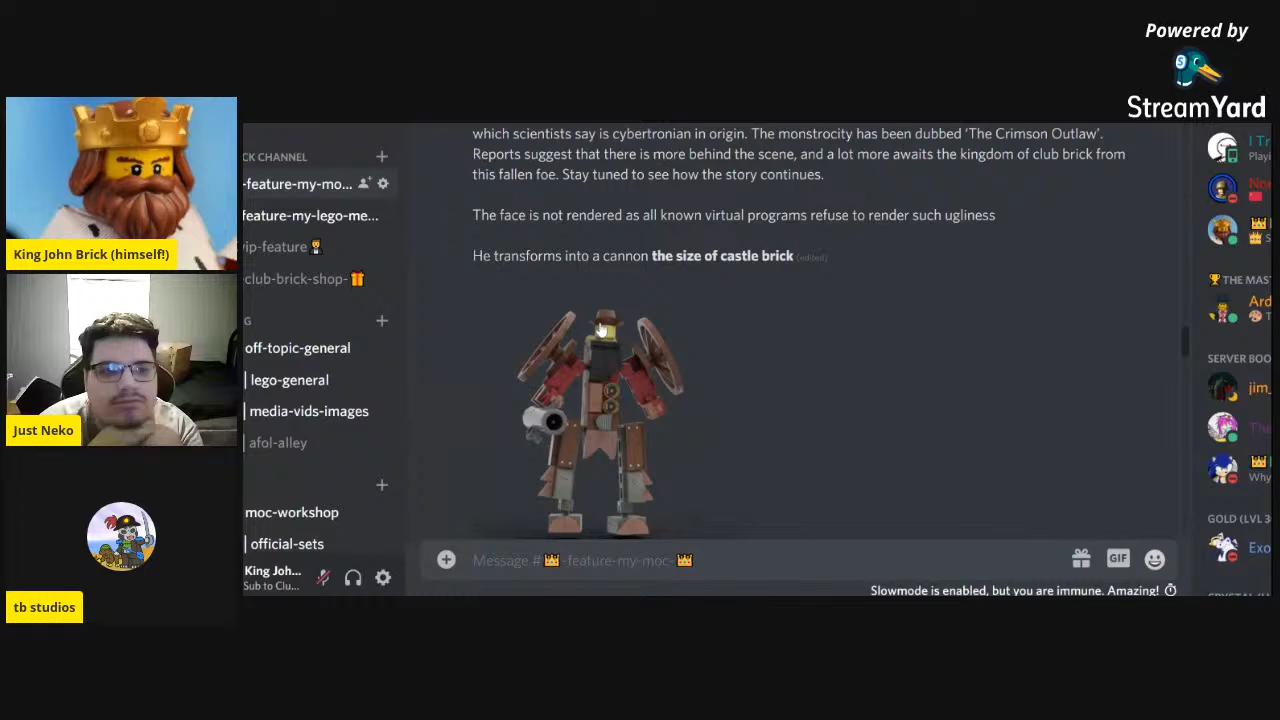 Powered by
StreamYard
King John Brick (himself!)
Just Neko
tb studios
CK CHANNEL
-feature-my-mo...
feature-my-lego-me...
vip-feature
club-brick-shop-
G
off-topic-general
lego-general
media-vids-images
afol-alley
moc-workshop
official-sets
King Joh...
Sub to Clu...
which scientists say is cybertronian in origin. The monstrocity has been dubbed 'The Crimson Outlaw'.
Reports suggest that there is more behind the scene, and a lot more awaits the kingdom of club brick from
this fallen foe. Stay tuned to see how the story continues.
The face is not rendered as all known virtual programs refuse to render such ugliness
He transforms into a cannon the size of castle brick (edited)
Message #👑-feature-my-moc-👑
GIF
Slowmode is enabled, but you are immune. Amazing!
I Tr
Playi
THE MAS
Ard
SERVER BOO
jim_
The
Why
GOLD (LVL 3
Exo